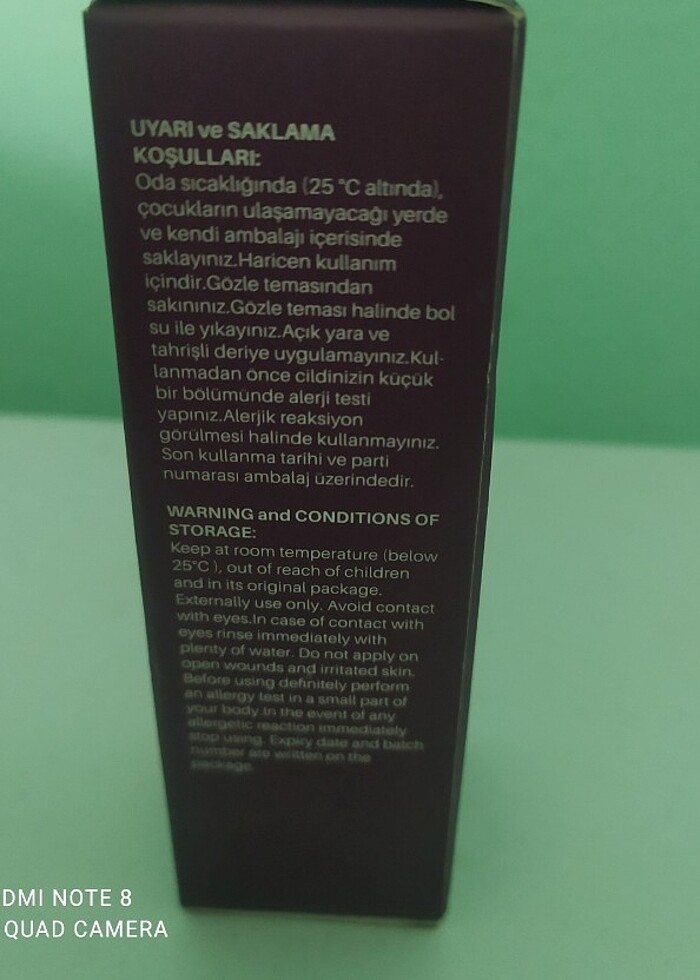 UYARI ve SAKLAMA
KOŞULLARI:
Oda sıcaklığında (25 °C altında),
çocukların ulaşamayacağı yerde
ve kendi ambalajı içerisinde
saklayınız.Haricen kullanım
içindir.Gözle temasından
sakınınız.Gözle teması halinde bol
su ile yıkayınız.Açık yara ve
tahrişli deriye uygulamayınız.Kul-
lanmadan önce cildinizin küçük
bir bölümünde alerji testi
yapınız.Alerjik reaksiyon
görülmesi halinde kullanmayınız.
Son kullanma tarihi ve parti
numarası ambalaj üzerindedir.
WARNING and CONDITIONS OF
STORAGE:
Keep at room temperature (below
25°C ), out of reach of children
and in its original package.
Externally use only. Avoid contact
with eyes.In case of contact with
eyes rinse immediately with
plenty of water. Do not apply on
open wounds and irritated skin.
Before using definitely perform
an allergy test in a small part of
your body.In the event of any
allergetic reaction immediately
stop using. Expiry date and batch
number are written on the
package.
DMI NOTE 8
QUAD CAMERA